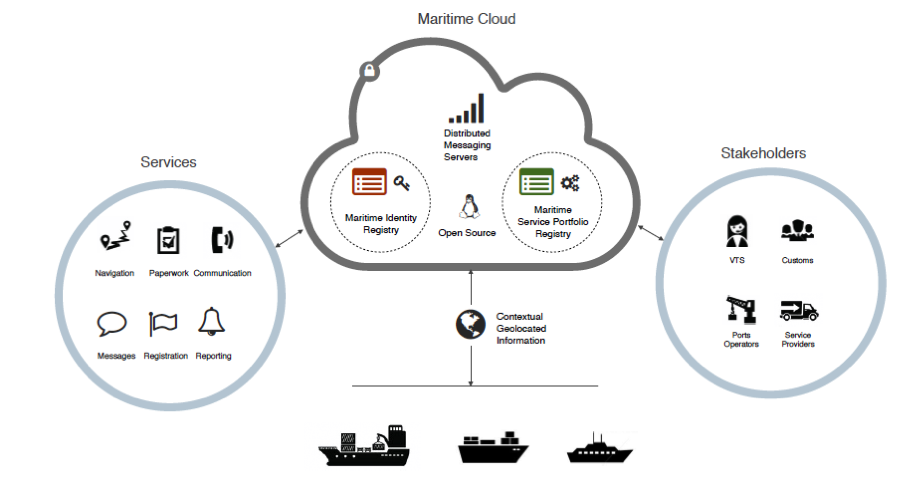 Maritime Cloud
Distributed
Messaging
Servers
Maritime Identity
Registry
Open Source
Maritime
Service Portfolio
Registry
Services
Navigation
Paperwork
Communication
Messages
Registration
Reporting
Stakeholders
VTS
Customs
Ports
Operators
Service
Providers
Contextual
Geolocated
Information